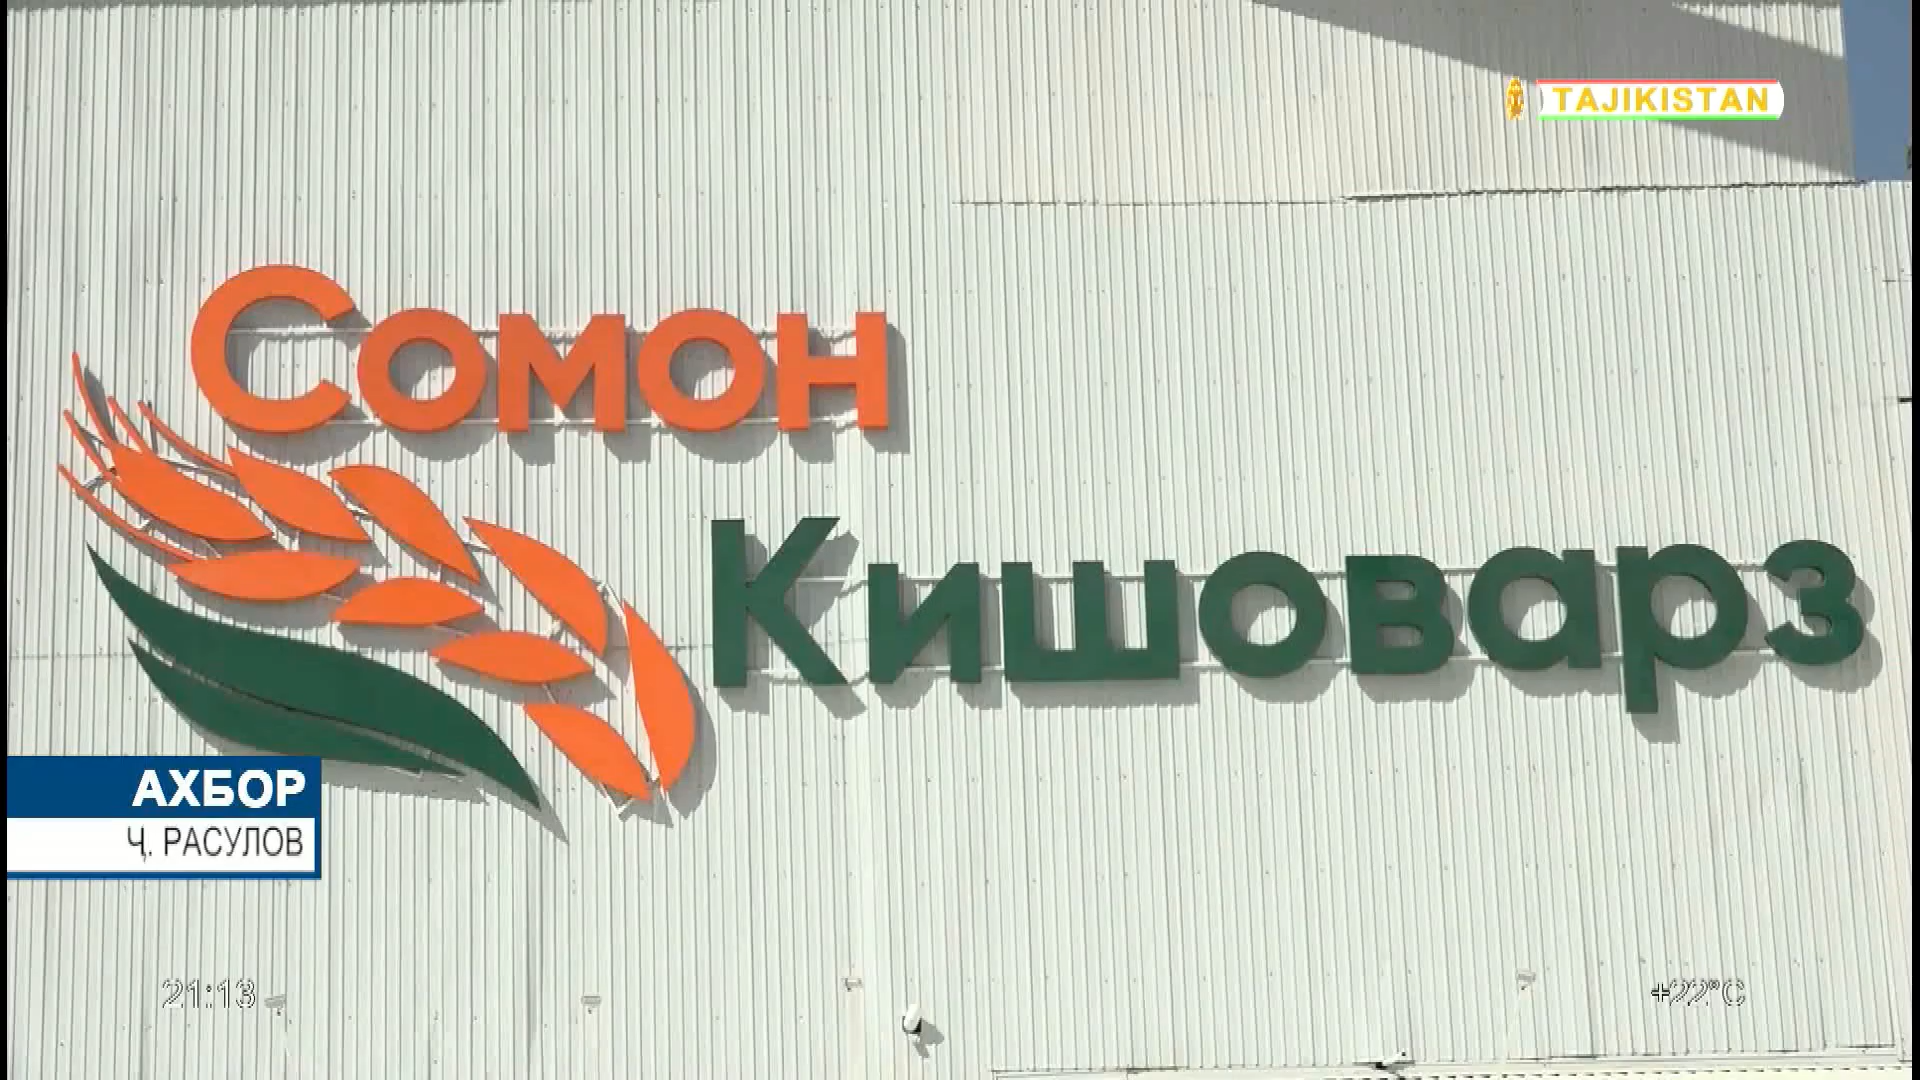 TAJIKISTAN
Сомон
Кишоварз
АХБОР
Ҷ. РАСУЛОВ
21:13
+22°C